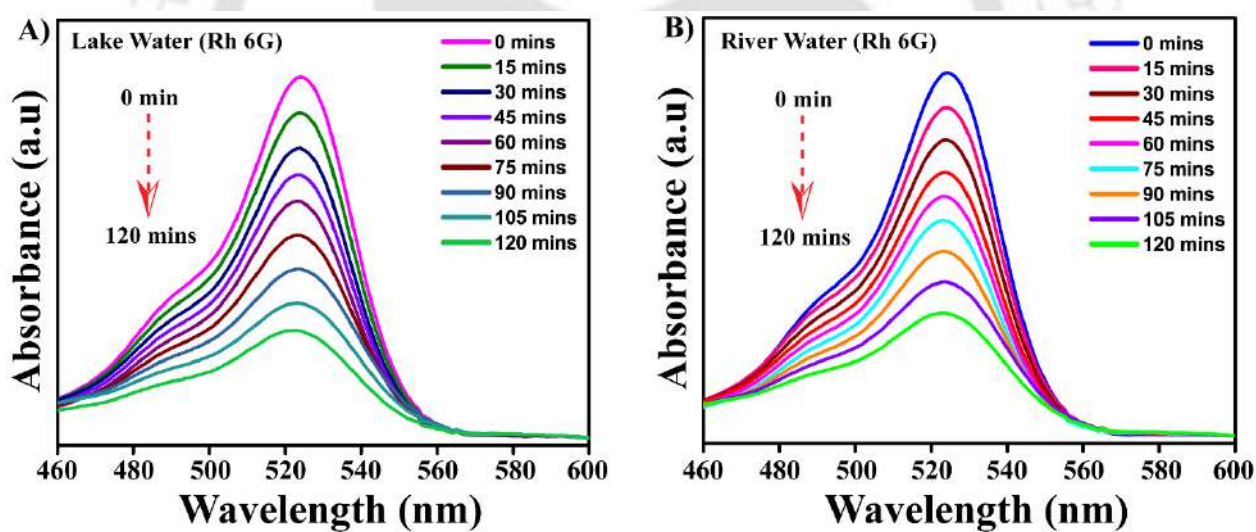 A)
Lake Water (Rh 6G)
0 min
120 mins
0 mins
15 mins
30 mins
45 mins
60 mins
75 mins
90 mins
105 mins
120 mins
Absorbance (a.u)
460 480 500 520 540 560 580 600
Wavelength (nm)
B)
River Water (Rh 6G)
0 min
120 mins
0 mins
15 mins
30 mins
45 mins
60 mins
75 mins
90 mins
105 mins
120 mins
Absorbance (a.u)
460 480 500 520 540 560 580 600
Wavelength (nm)